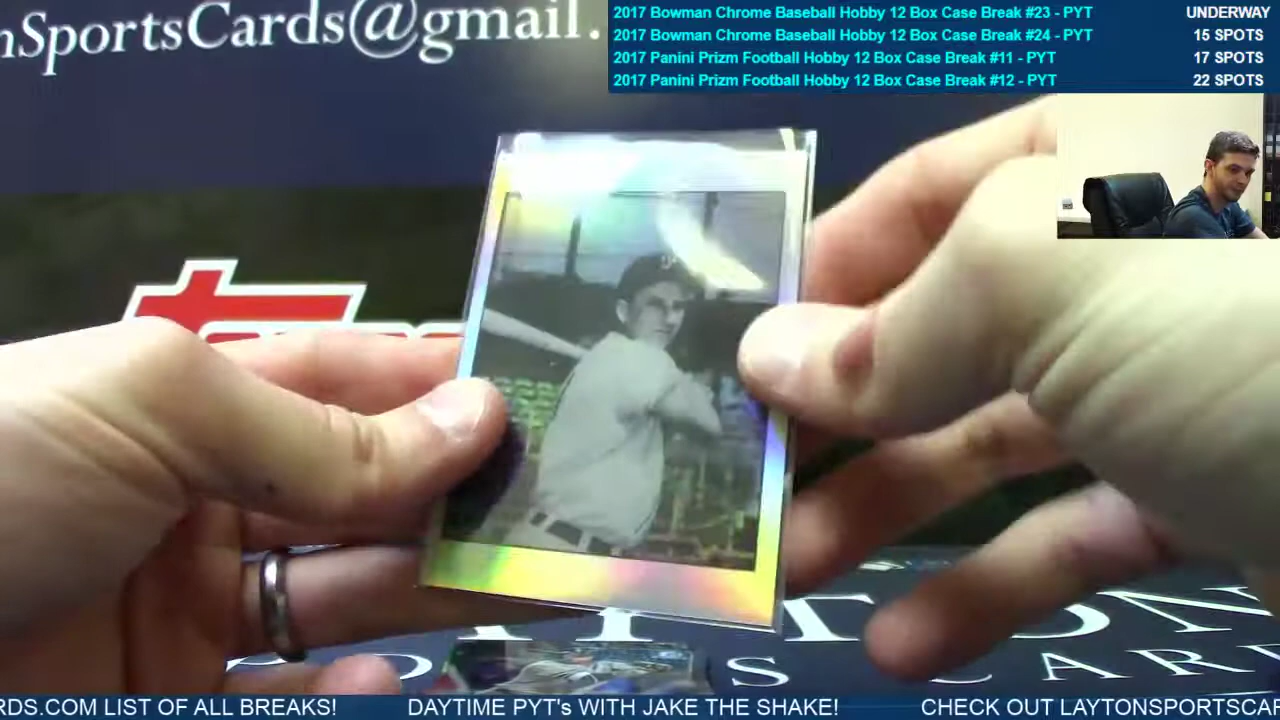 nSportsCards@gmail.
2017 Bowman Chrome Baseball Hobby 12 Box Case Break #23 - PYT UNDERWAY
2017 Bowman Chrome Baseball Hobby 12 Box Case Break #24 - PYT 15 SPOTS
2017 Panini Prizm Football Hobby 12 Box Case Break #11 - PYT 17 SPOTS
2017 Panini Prizm Football Hobby 12 Box Case Break #12 - PYT 22 SPOTS
RDS.COM LIST OF ALL BREAKS! DAYTIME PYT's WITH JAKE THE SHAKE! CHECK OUT LAYTONSPORTSCAR